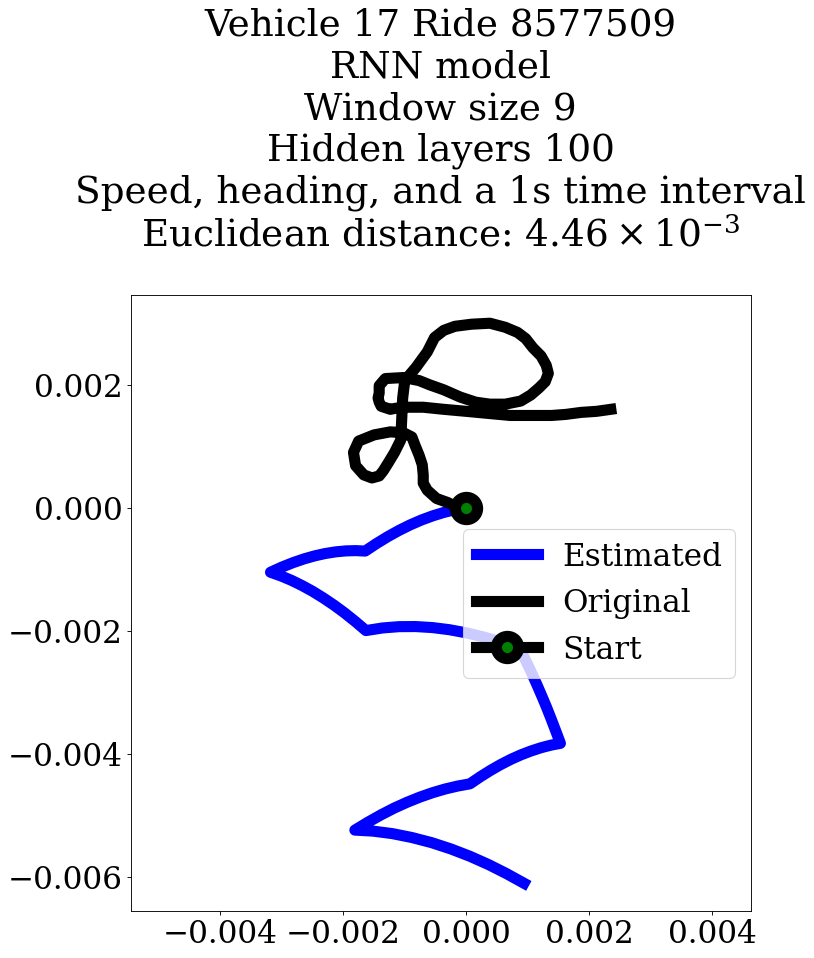 Vehicle 17 Ride 8577509
RNN model
Window size 9
Hidden layers 100
Speed, heading, and a 1s time interval
Euclidean distance: 4.46 × 10⁻³
0.002
0.000
−0.002
−0.004
−0.006
Estimated
Original
Start
−0.004 −0.002 0.000 0.002 0.004